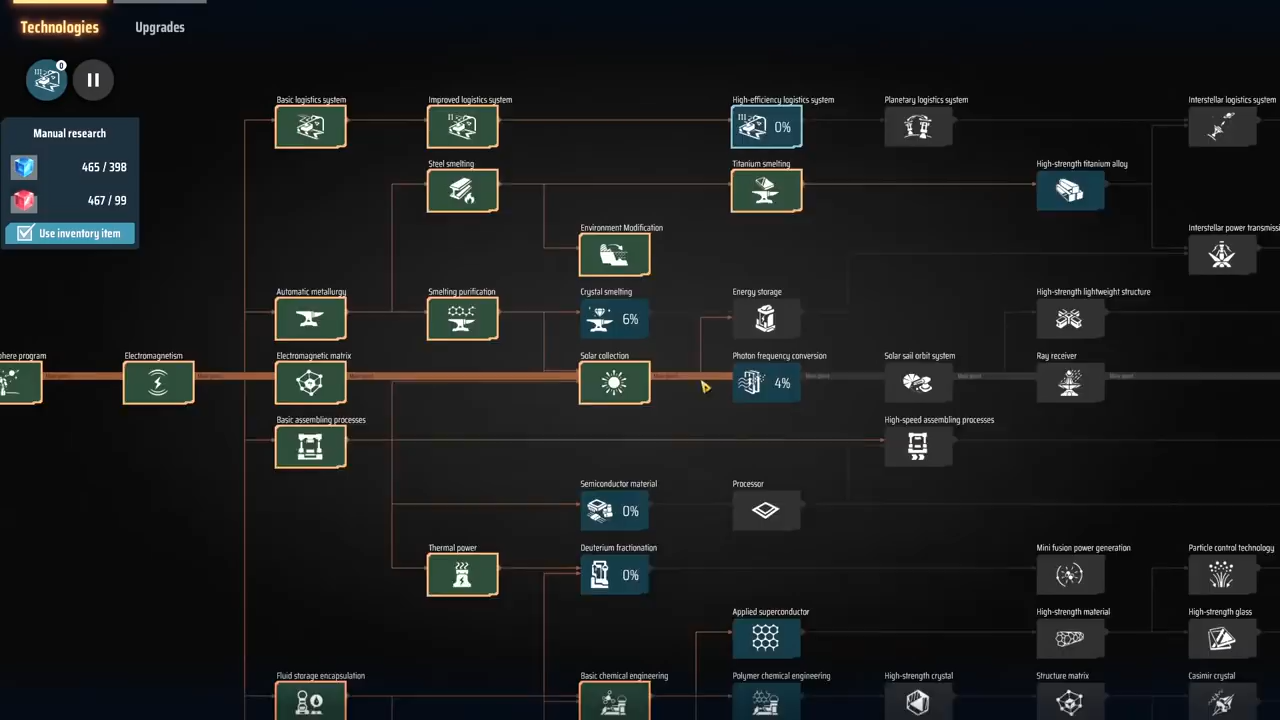 Technologies
Upgrades
0
Manual research
465 / 398
467 / 99
Use inventory item
Basic logistics system
Improved logistics system
High-efficiency logistics system
Planetary logistics system
Interstellar logistics system
III
0%
II
Steel smelting
Titanium smelting
High-strength titanium alloy
Environment Modification
Interstellar power transmiss
Automatic metallurgy
Smelting purification
Crystal smelting
Energy storage
High-strength lightweight structure
6%
phere program
Electromagnetism
Electromagnetic matrix
Solar collection
Photon frequency conversion
Solar sail orbit system
Ray receiver
4%
Basic assembling processes
High-speed assembling processes
Semiconductor material
Processor
0%
Thermal power
Deuterium fractionation
Mini fusion power generation
Particle control technology
0%
Applied superconductor
High-strength material
High-strength glass
Fluid storage encapsulation
Basic chemical engineering
Polymer chemical engineering
High-strength crystal
Structure matrix
Casimir crystal